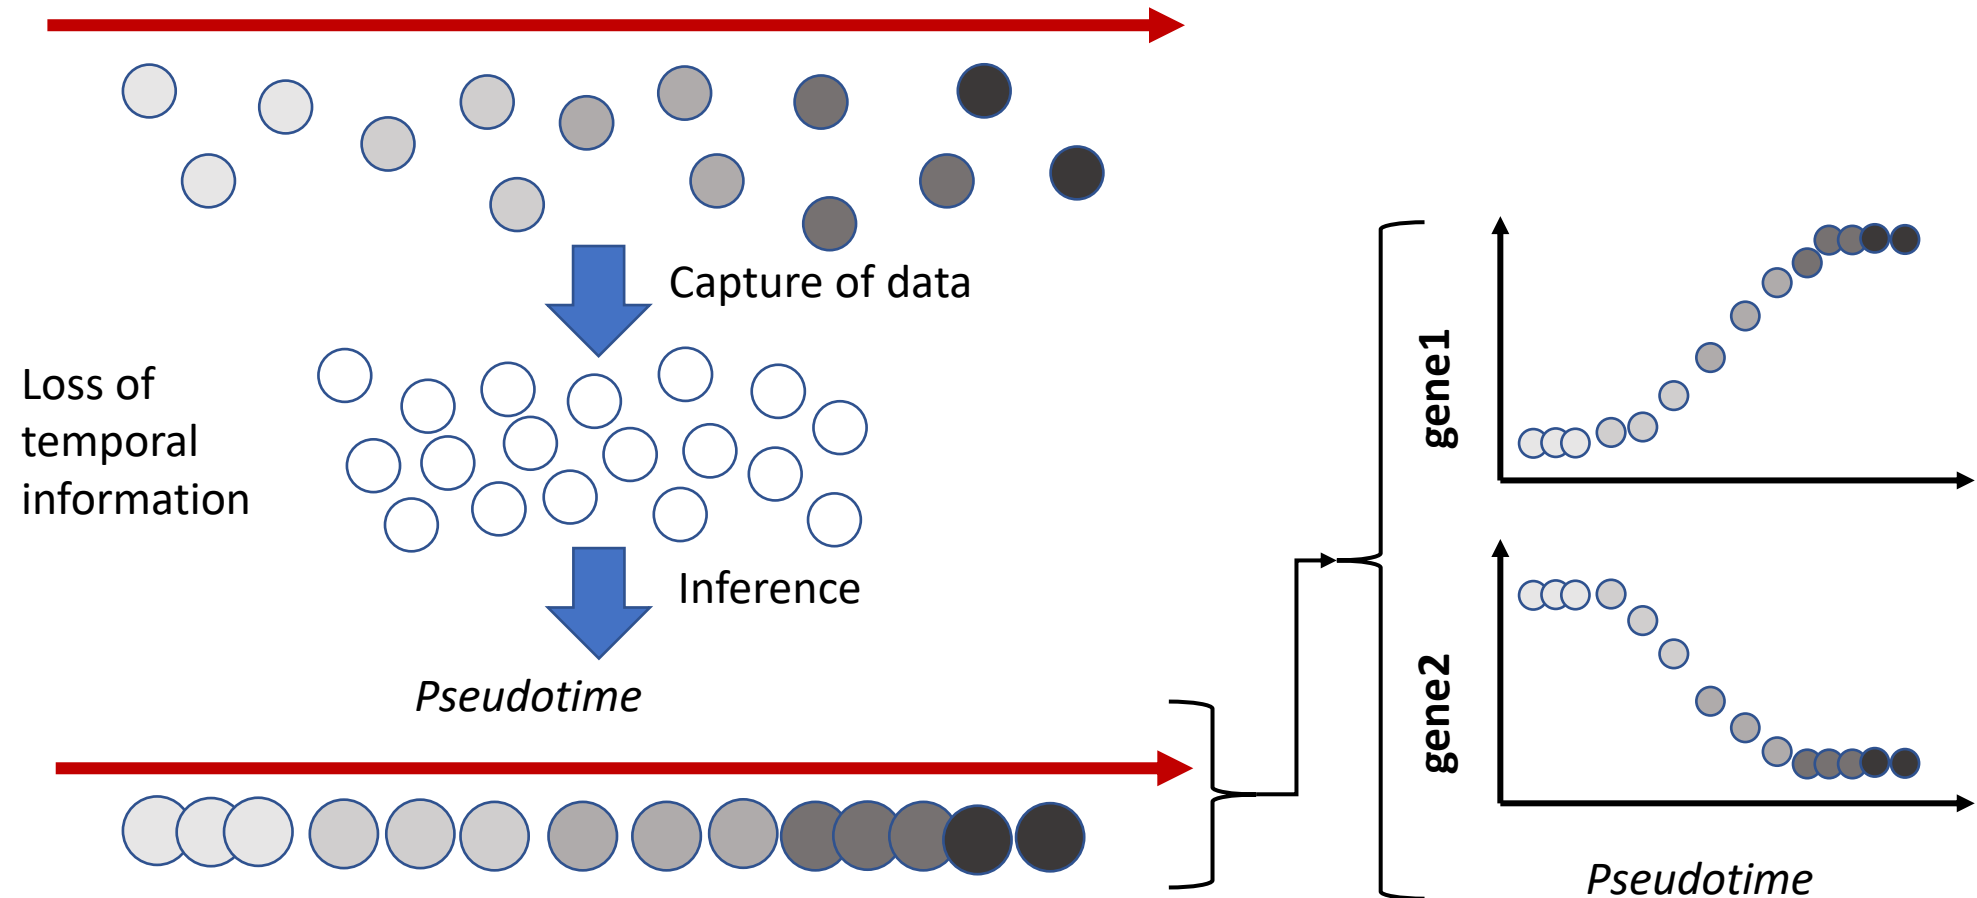 Capture of data
Loss of
temporal
information
Inference
Pseudotime
gene1
gene2
Pseudotime